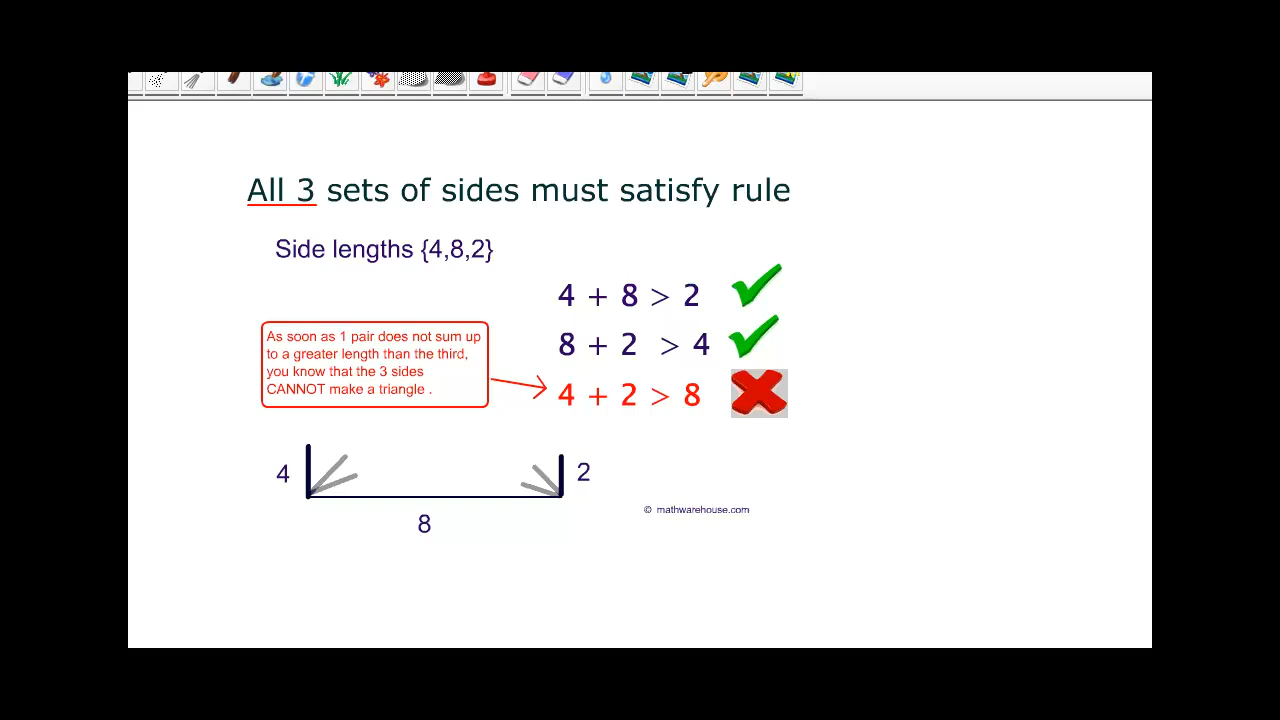 All 3 sets of sides must satisfy rule
Side lengths {4,8,2}
4 + 8 > 2
8 + 2 > 4
4 + 2 > 8
As soon as 1 pair does not sum up
to a greater length than the third,
you know that the 3 sides
CANNOT make a triangle .
4
2
8
© mathwarehouse.com